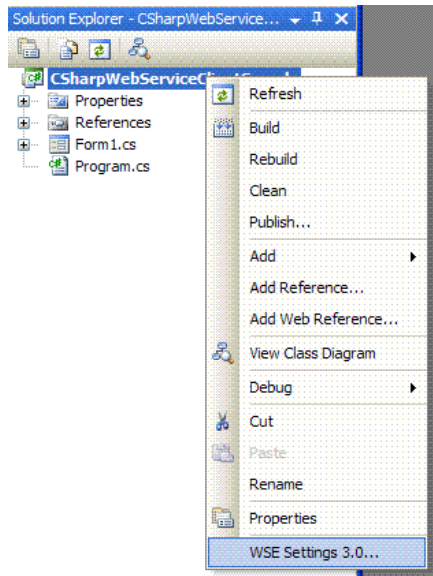 Solution Explorer - CSharpWebService...
CSharpWebServiceClient
Properties
References
Form1.cs
Program.cs
Refresh
Build
Rebuild
Clean
Publish...
Add
Add Reference...
Add Web Reference...
View Class Diagram
Debug
Cut
Paste
Rename
Properties
WSE Settings 3.0...